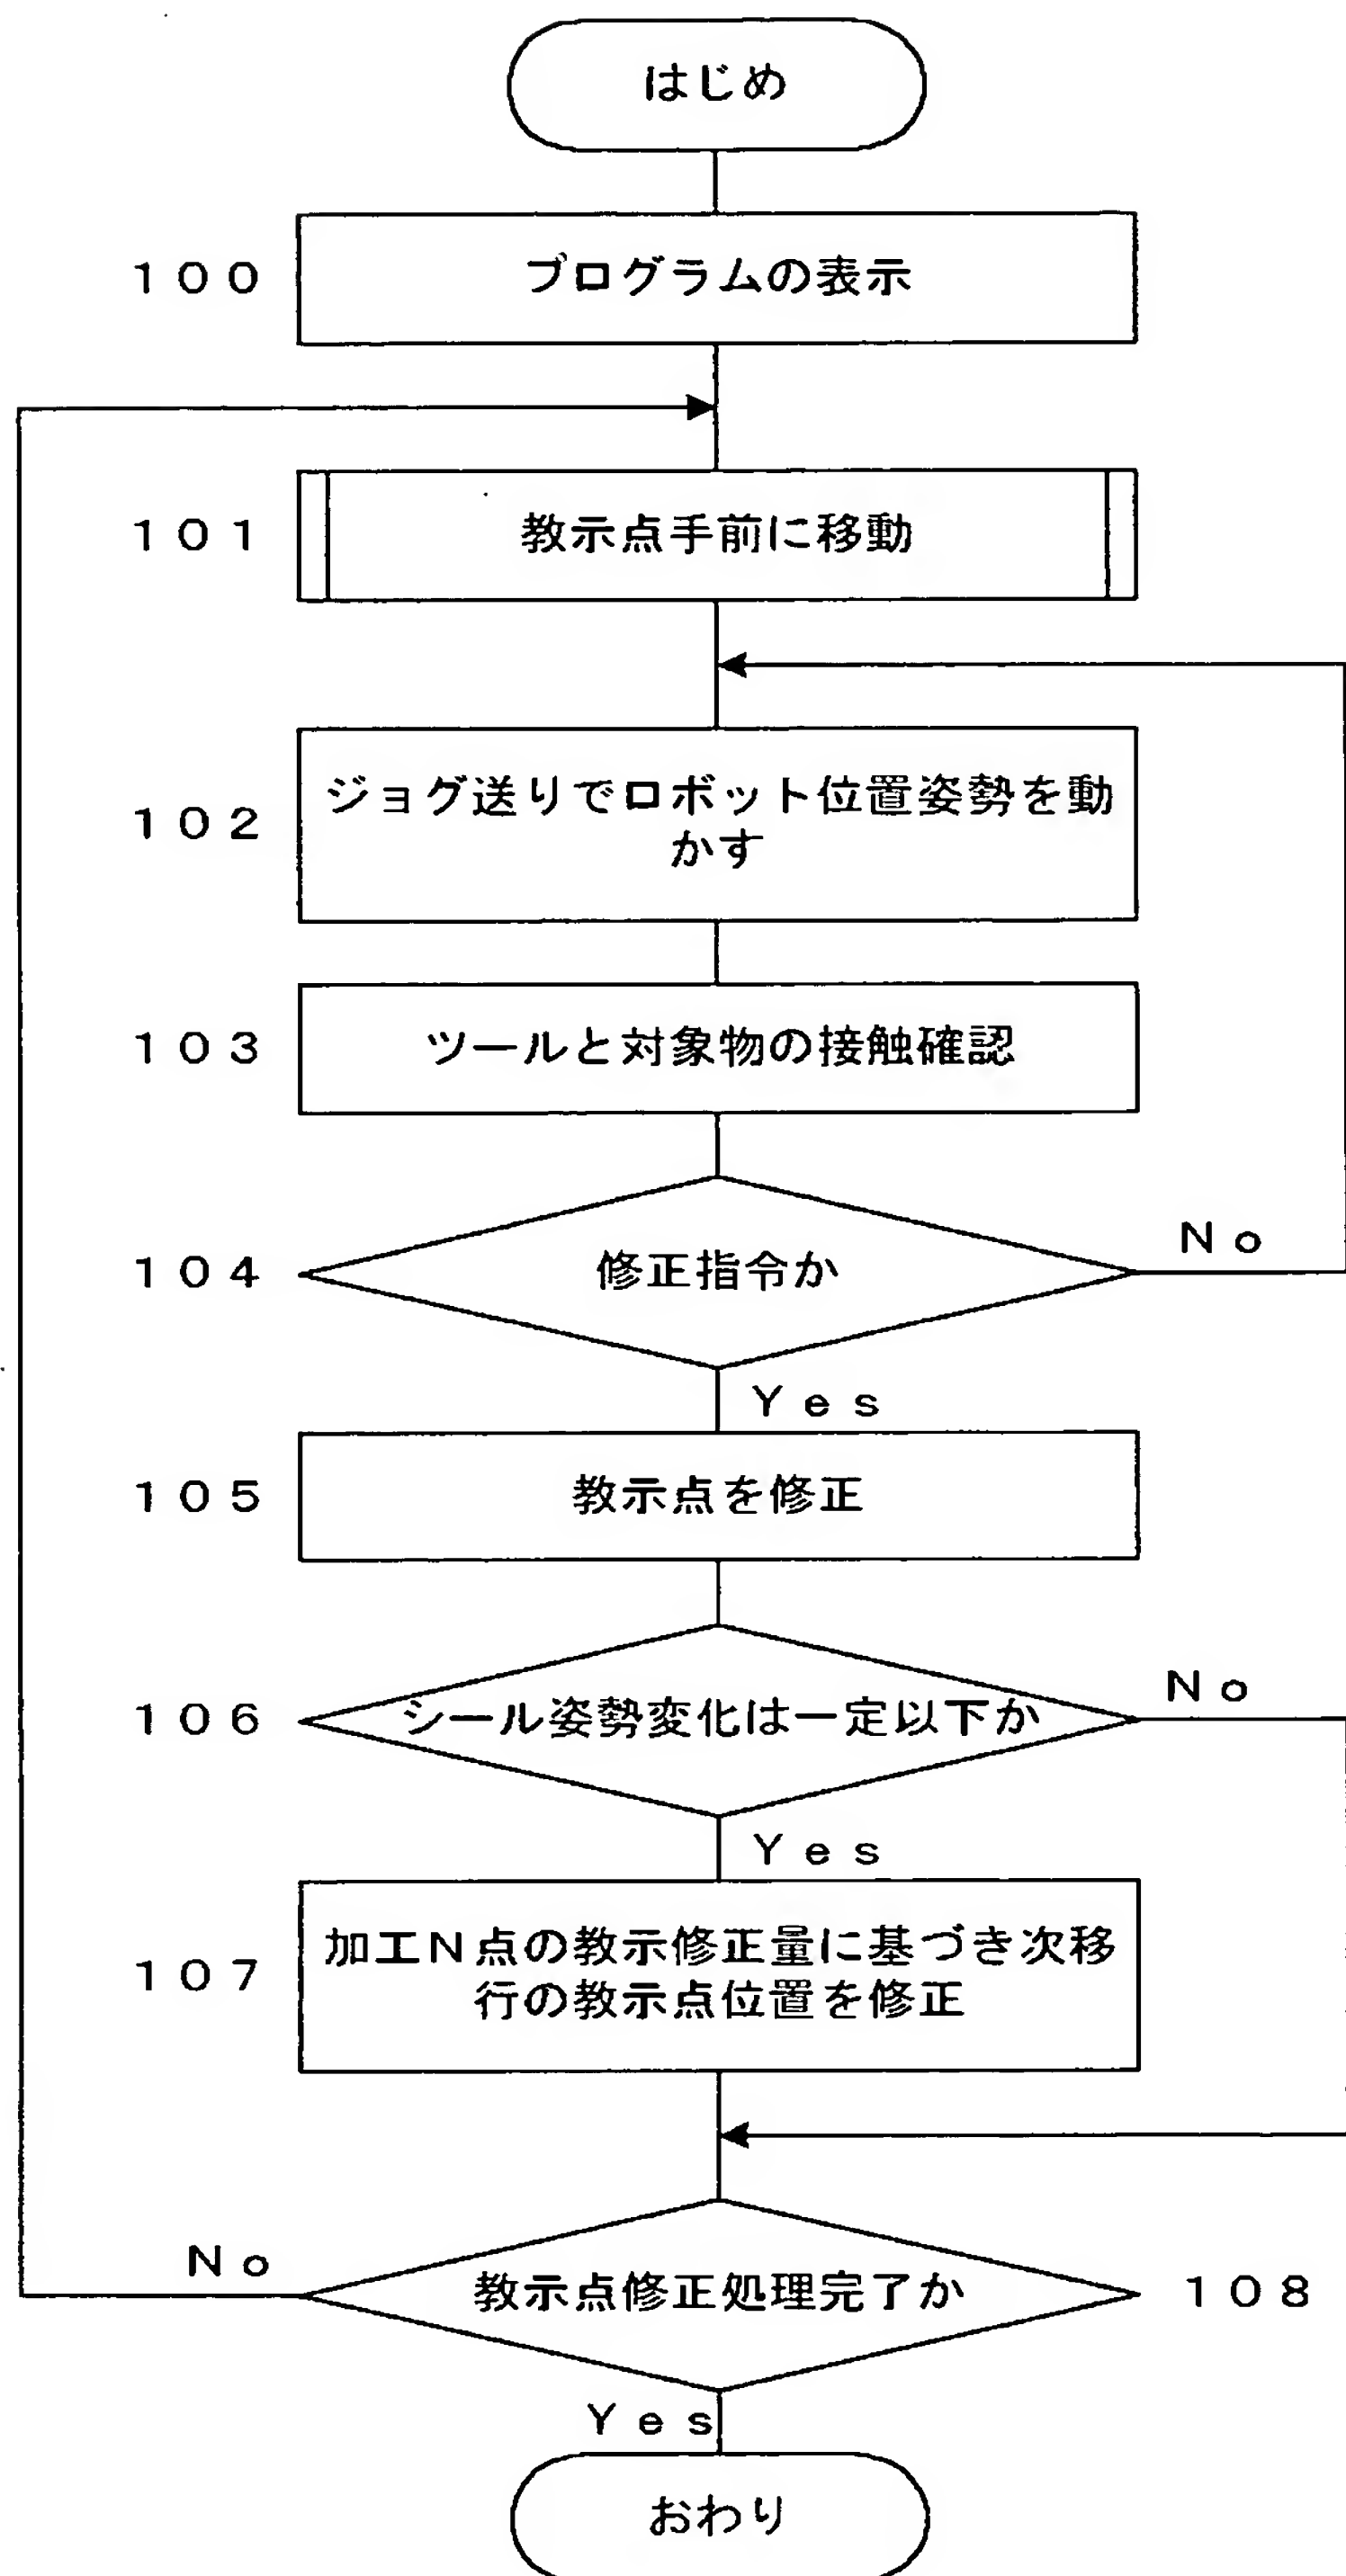 はじめ
100
プログラムの表示
101
教示点手前に移動
102
ジョグ送りでロボット位置姿勢を動
かす
103
ツールと対象物の接触確認
104
修正指令か
No
Yes
105
教示点を修正
106
シール姿勢変化は一定以下か
No
Yes
107
加工N点の教示修正量に基づき次移
行の教示点位置を修正
No
教示点修正処理完了か
108
Yes
おわり